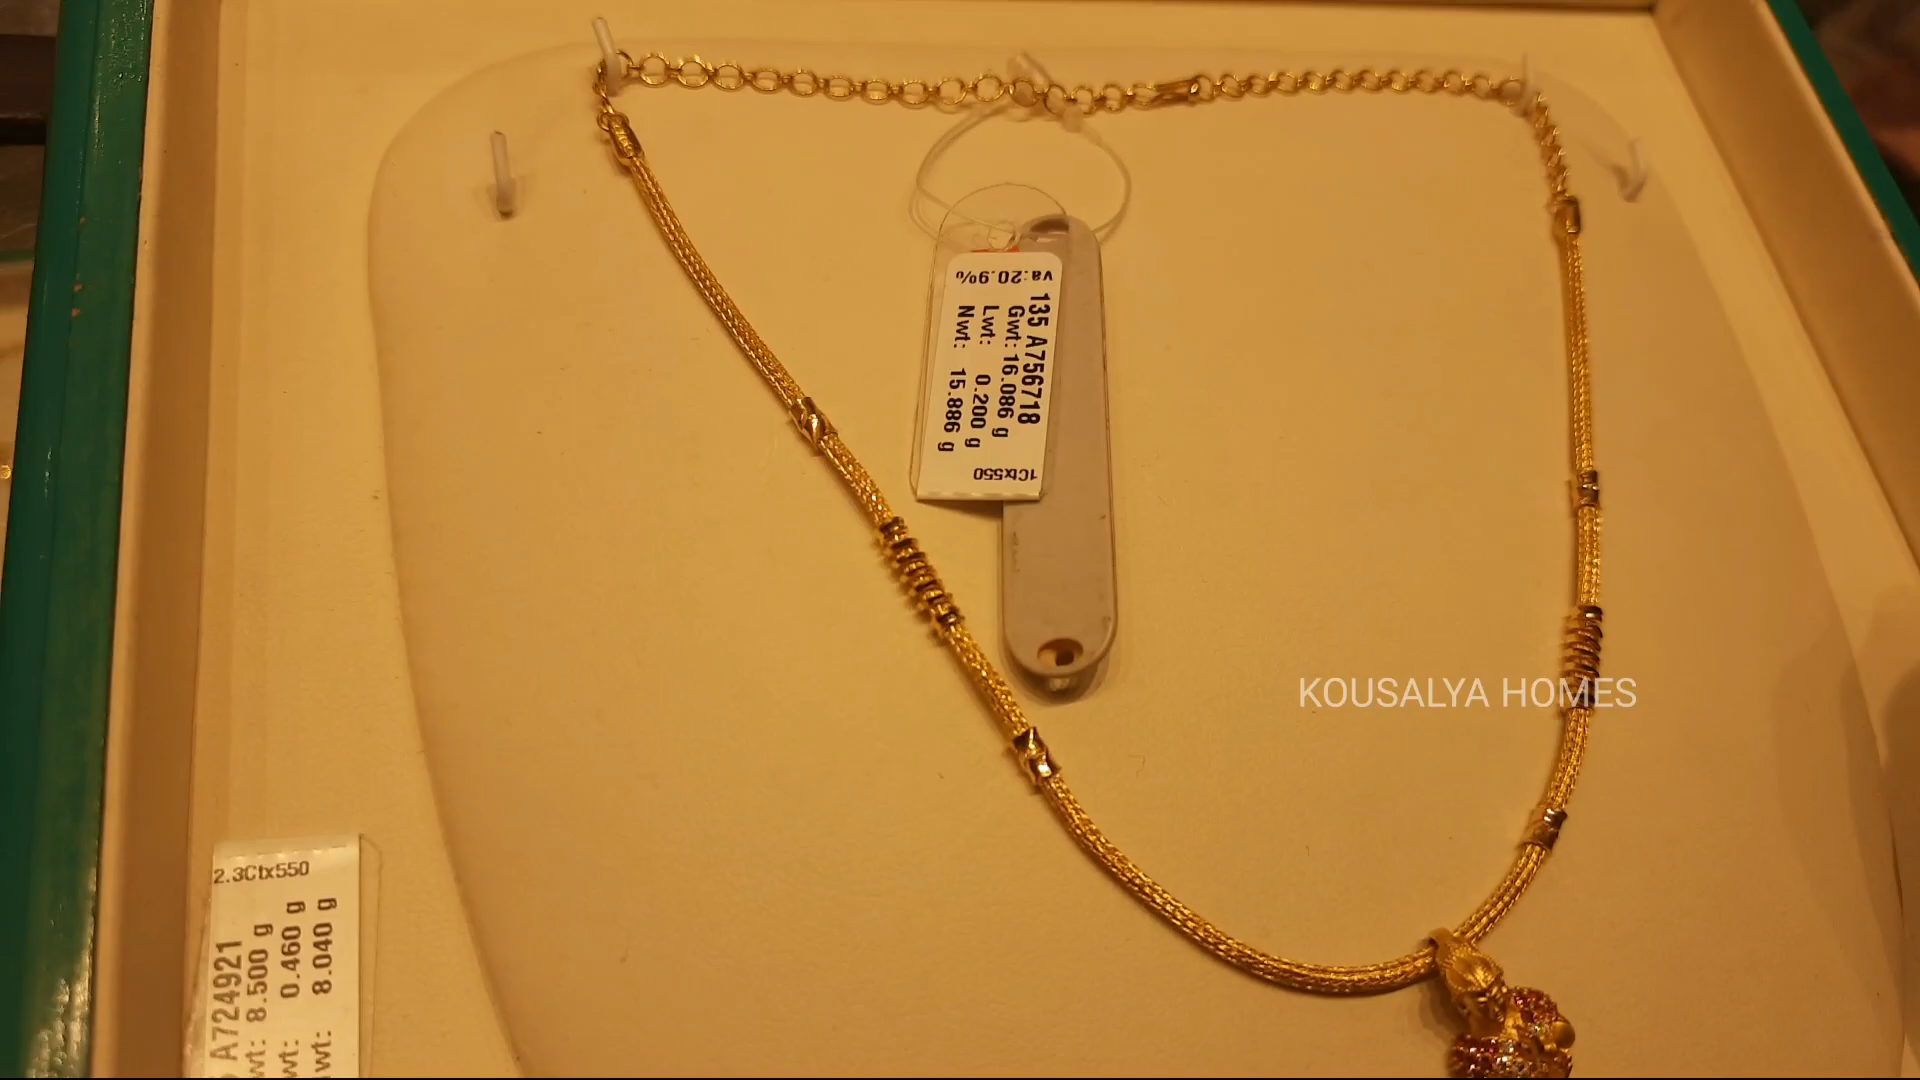 va:20.9%
135 A756718
Gwt: 16.086 g
Lwt: 0.200 g
Nwt: 15.886 g
1Ctx550
KOUSALYA HOMES
2.3Ctx550
A724921
wt: 8.500 g
wt: 0.460 g
wt: 8.040 g